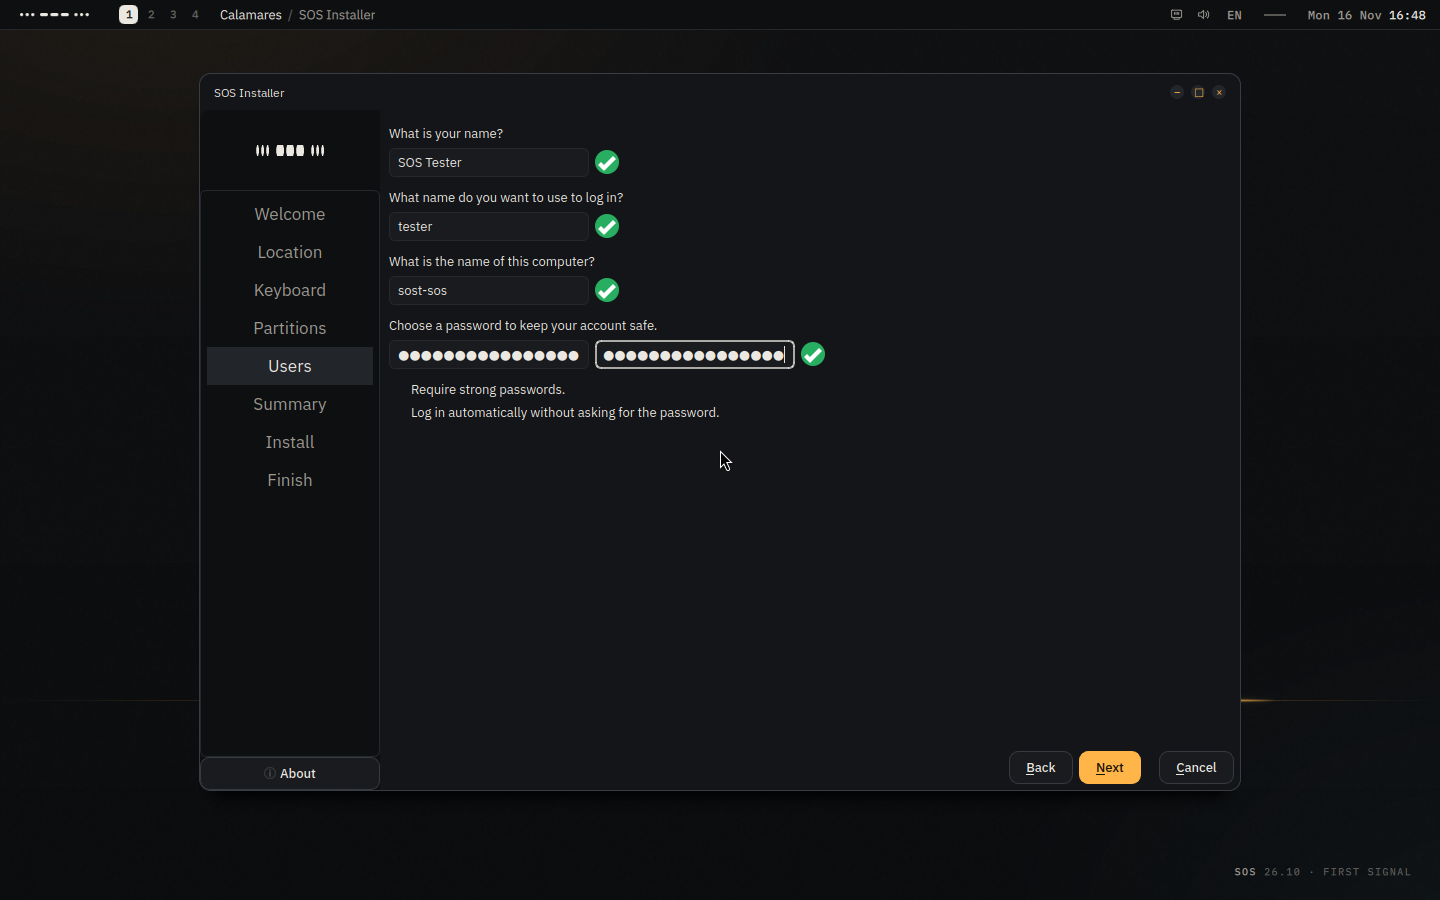 1 2 3 4 Calamares / SOS Installer EN Mon 16 Nov 16:48
SOS Installer
What is your name?
SOS Tester
What name do you want to use to log in?
tester
What is the name of this computer?
sost-sos
Choose a password to keep your account safe.
Require strong passwords.
Log in automatically without asking for the password.
Welcome
Location
Keyboard
Partitions
Users
Summary
Install
Finish
About
Back Next Cancel
SOS 26.10 · FIRST SIGNAL